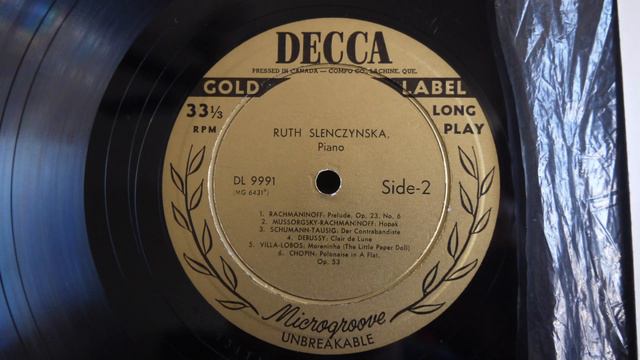 DECCA
PRESSED IN CANADA — COMPO CO. LACHINE, QUE.
GOLD LABEL
33⅓ RPM
LONG PLAY
RUTH SLENCZYNSKA,
Piano
DL 9991
Side-2
1. RACHMANINOFF: Prelude, Op. 23, No. 6
2. MUSSORGSKY-RACHMANINOFF: Hopak
3. SCHUMANN-TAUSIG: Der Contrabandiste
4. DEBUSSY: Clair de Lune
5. VILLA-LOBOS: Moreninha (The Little Paper Doll)
6. CHOPIN: Polonaise in A Flat,
Op. 53
Microgroove
UNBREAKABLE